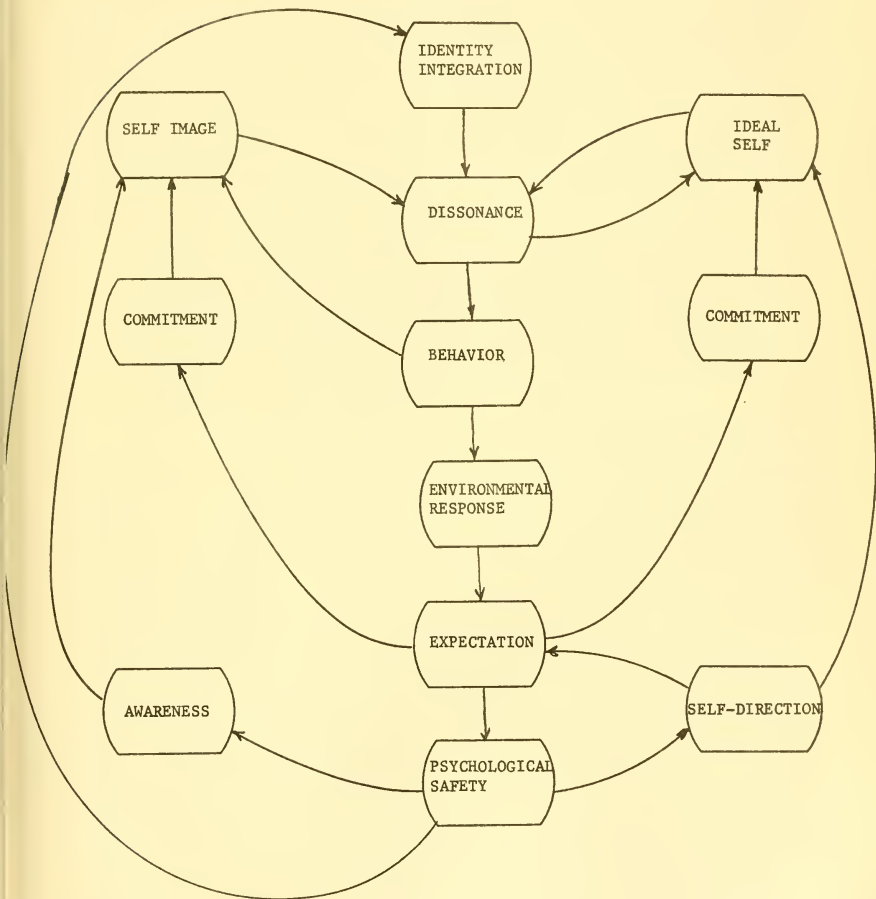 IDENTITY
INTEGRATION
SELF IMAGE
IDEAL
SELF
DISSONANCE
COMMITMENT
COMMITMENT
BEHAVIOR
ENVIRONMENTAL
RESPONSE
EXPECTATION
AWARENESS
SELF-DIRECTION
PSYCHOLOGICAL
SAFETY